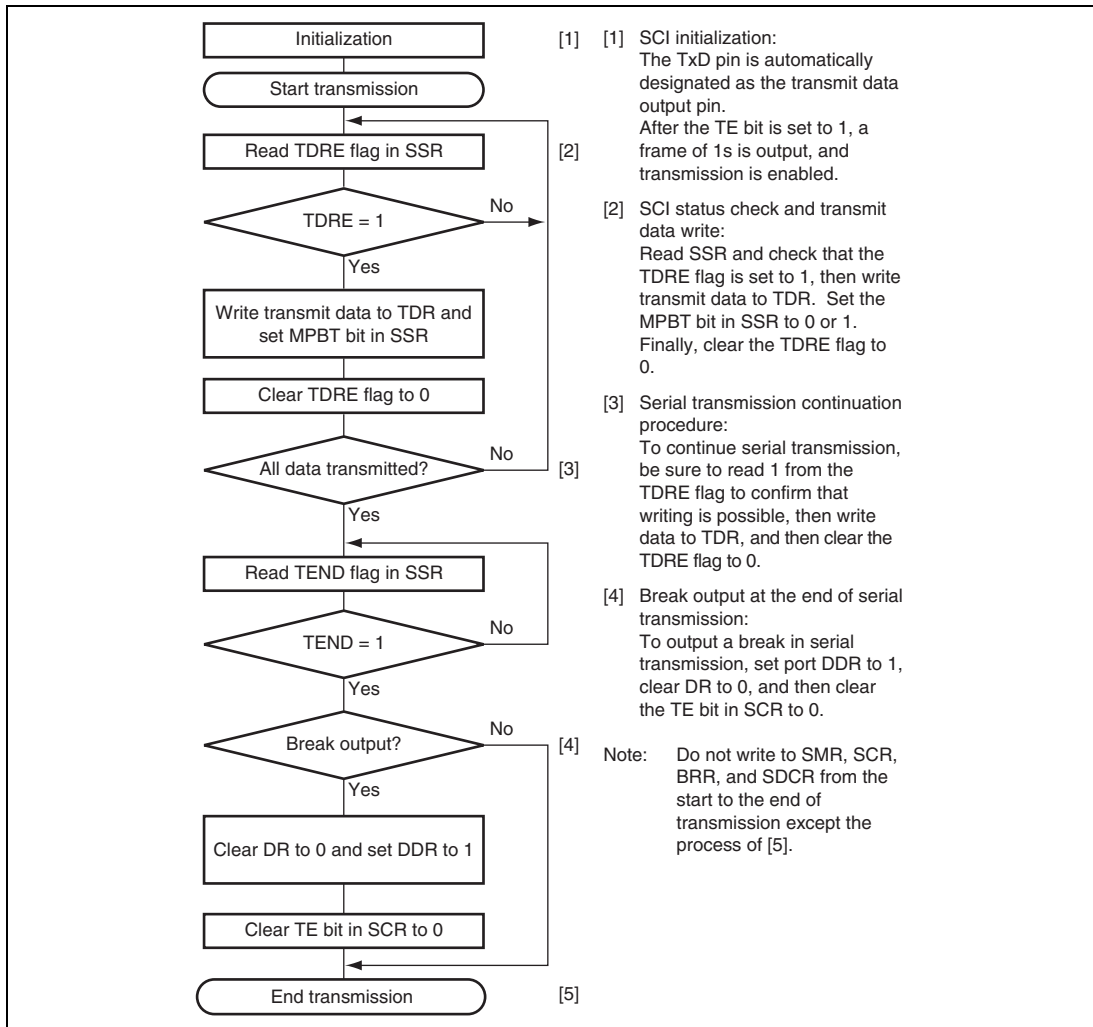 Initialization
[1]
Start transmission
Read TDRE flag in SSR
[2]
TDRE = 1
No
Yes
Write transmit data to TDR and
set MPBT bit in SSR
Clear TDRE flag to 0
All data transmitted?
No
[3]
Yes
Read TEND flag in SSR
TEND = 1
No
Yes
Break output?
No
[4]
Yes
Clear DR to 0 and set DDR to 1
Clear TE bit in SCR to 0
End transmission
[5]
[1] SCI initialization:
The TxD pin is automatically
designated as the transmit data
output pin.
After the TE bit is set to 1, a
frame of 1s is output, and
transmission is enabled.
[2] SCI status check and transmit
data write:
Read SSR and check that the
TDRE flag is set to 1, then write
transmit data to TDR. Set the
MPBT bit in SSR to 0 or 1.
Finally, clear the TDRE flag to
0.
[3] Serial transmission continuation
procedure:
To continue serial transmission,
be sure to read 1 from the
TDRE flag to confirm that
writing is possible, then write
data to TDR, and then clear the
TDRE flag to 0.
[4] Break output at the end of serial
transmission:
To output a break in serial
transmission, set port DDR to 1,
clear DR to 0, and then clear
the TE bit in SCR to 0.
Note: Do not write to SMR, SCR,
BRR, and SDCR from the
start to the end of
transmission except the
process of [5].